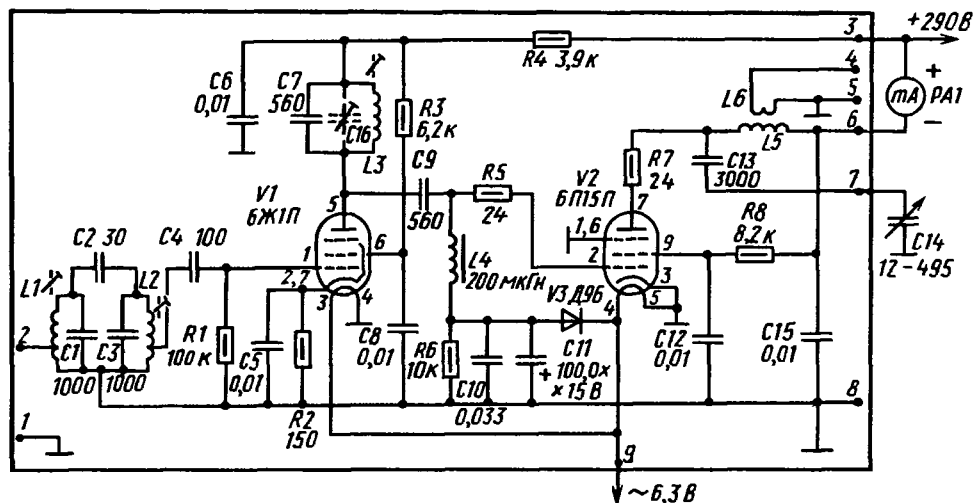 3
+290В
R4 3,9к
4
C6
0,01
C7
560
5
+
mA
PA1
L6
R3
6,2к
C16
6
–
L5
L3
C9
R5
R7
24
C13
3000
7
V1
6Ж1П
5
V2
6П15П
7
560
24
1,6
R8
8,2к
C14
12-495
C2 30
C4 100
1
6
2
9
L4
200 мкГн
L1
L2
2,7
3
4
V3 Д9Б
4
5
3
2
C1
C3
R1
100к
C5
0,01
C8
0,01
R6
10к
C11
100,0×
×15В
C12
0,01
C15
0,01
1000
1000
C10
0,033
8
R2
150
1
9
~6,3В